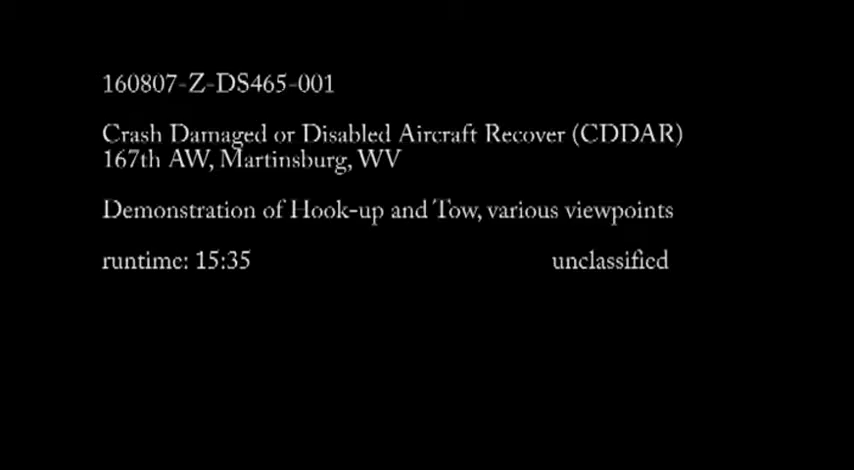 160807-Z-DS465-001
Crash Damaged or Disabled Aircraft Recover (CDDAR)
167th AW, Martinsburg, WV
Demonstration of Hook-up and Tow, various viewpoints
runtime: 15:35 unclassified